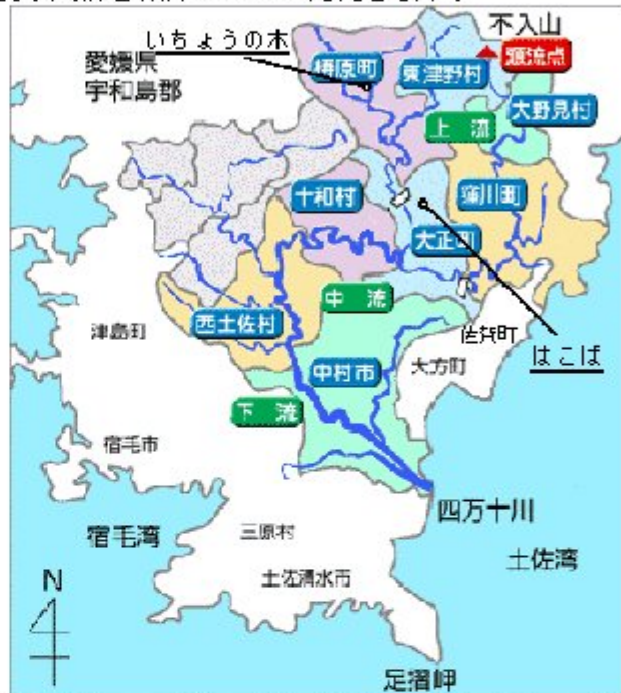 不入山
いちょうの木
愛媛県
宇和島郡
梼原町
東津野村
源流点
大野見村
上 流
十和村
窪川町
大正町
中 流
西土佐村
津島町
佐賀町
はこば
中村市
大方町
下 流
宿毛市
四万十川
宿毛湾
三原村
土佐湾
土佐清水市
N
足摺岬